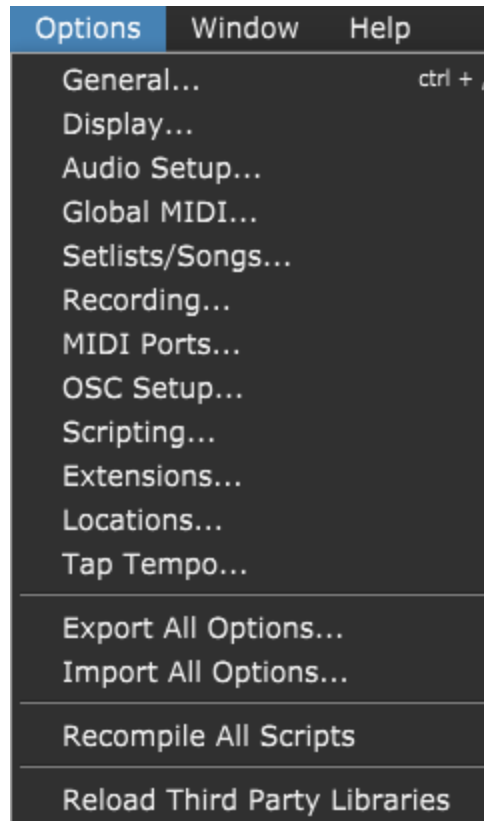 Options Window Help
General... ctrl + ,
Display...
Audio Setup...
Global MIDI...
Setlists/Songs...
Recording...
MIDI Ports...
OSC Setup...
Scripting...
Extensions...
Locations...
Tap Tempo...
Export All Options...
Import All Options...
Recompile All Scripts
Reload Third Party Libraries